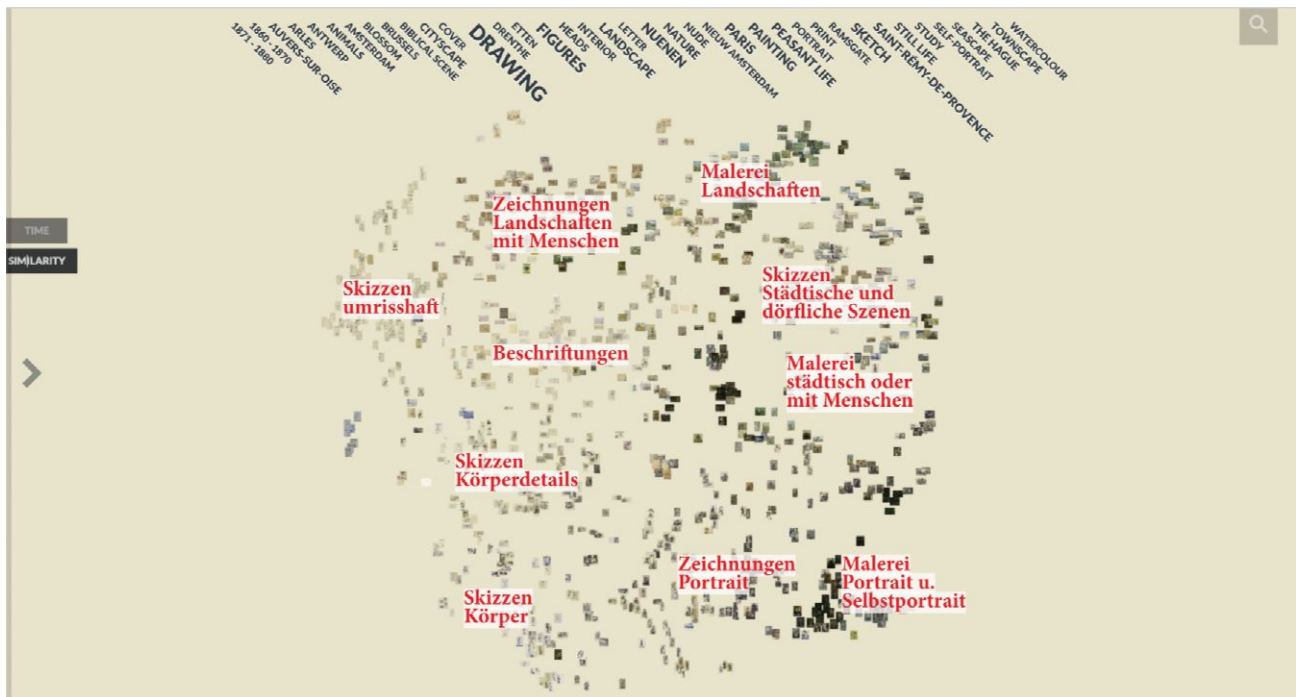 1871 - 1880
1860 - 1870
AUVERS-SUR-OISE
ARLES
ANTWERP
ANIMALS
AMSTERDAM
BLOSSOM
BRUSSELS
BIBLICAL SCENE
CITYSCAPE
COVER
DRAWING
DRENTHE
ETTEN
FIGURES
HEADS
INTERIOR
LANDSCAPE
LETTER
NUENEN
NATURE
NUDE
NIEUW AMSTERDAM
PARIS
PAINTING
PEASANT LIFE
PORTRAIT
PRINT
RAMSGATE
SKETCH
SAINT-RÉMY-DE-PROVENCE
STILL LIFE
STUDY
SELF-PORTRAIT
SEASCAPE
THE HAGUE
TOWNSCAPE
WATERCOLOUR
Malerei
Landschaften
Zeichnungen
Landschaften
mit Menschen
TIME
SIMILARITY
Skizzen
umrisshaft
Skizzen
Städtische und
dörfliche Szenen
Beschriftungen
Malerei
städtisch oder
mit Menschen
Skizzen
Körperdetails
Zeichnungen
Portrait
Malerei
Portrait u.
Selbstportrait
Skizzen
Körper